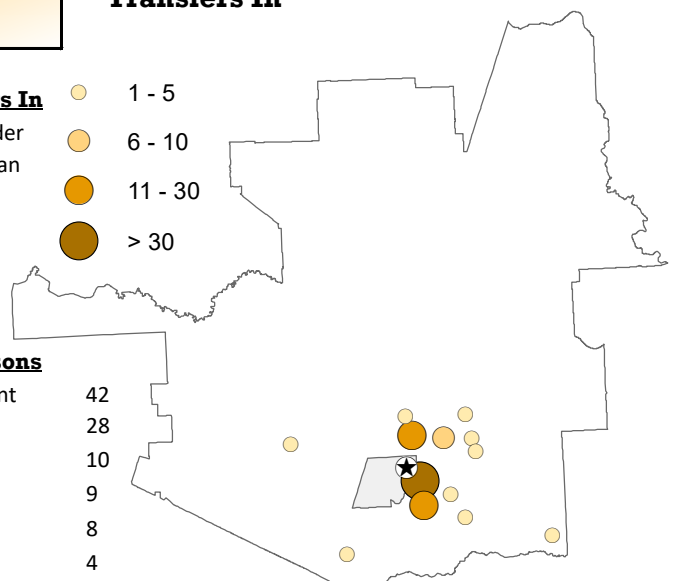 Transfers In
s In
1 - 5
der
6 - 10
an
11 - 30
> 30
sons
nt 42
28
10
9
8
4